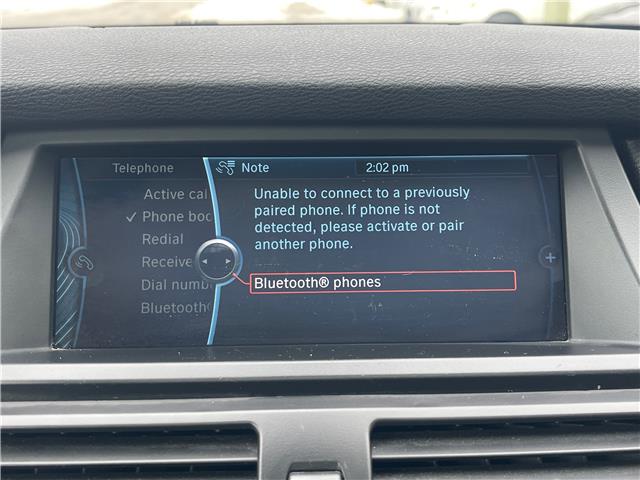 Telephone
Note
2:02 pm
Active cal
✓ Phone boo
Redial
Receive
Dial numb
Bluetooth®
Unable to connect to a previously
paired phone. If phone is not
detected, please activate or pair
another phone.
Bluetooth® phones